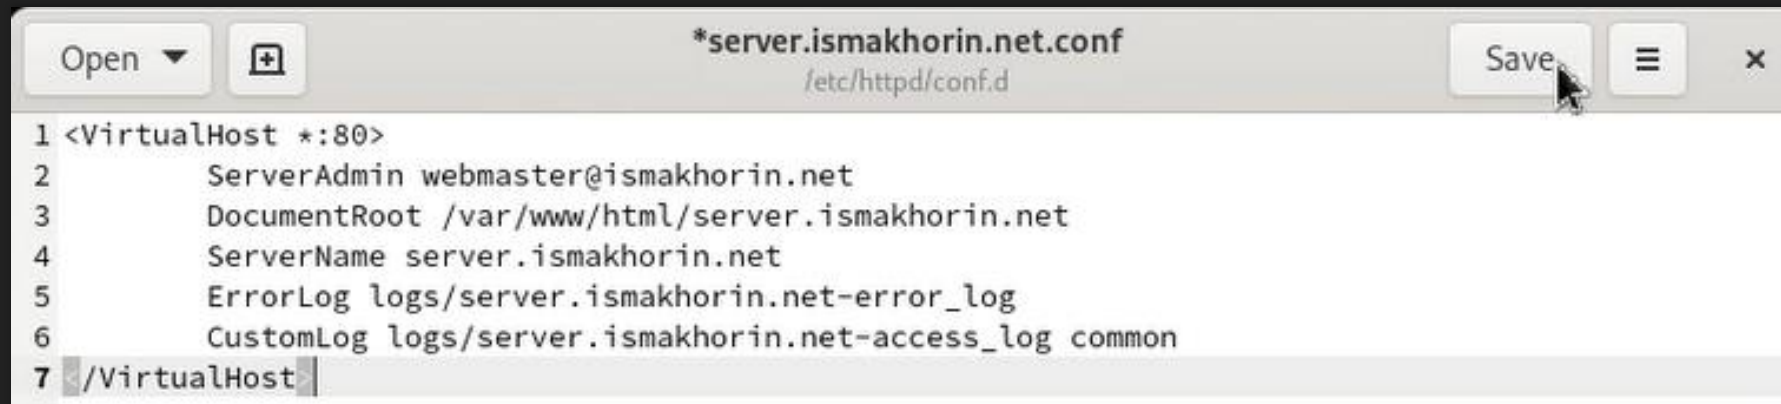 Open
*server.ismakhorin.net.conf
/etc/httpd/conf.d
Save
1 <VirtualHost *:80>
2 ServerAdmin webmaster@ismakhorin.net
3 DocumentRoot /var/www/html/server.ismakhorin.net
4 ServerName server.ismakhorin.net
5 ErrorLog logs/server.ismakhorin.net-error_log
6 CustomLog logs/server.ismakhorin.net-access_log common
7 </VirtualHost>